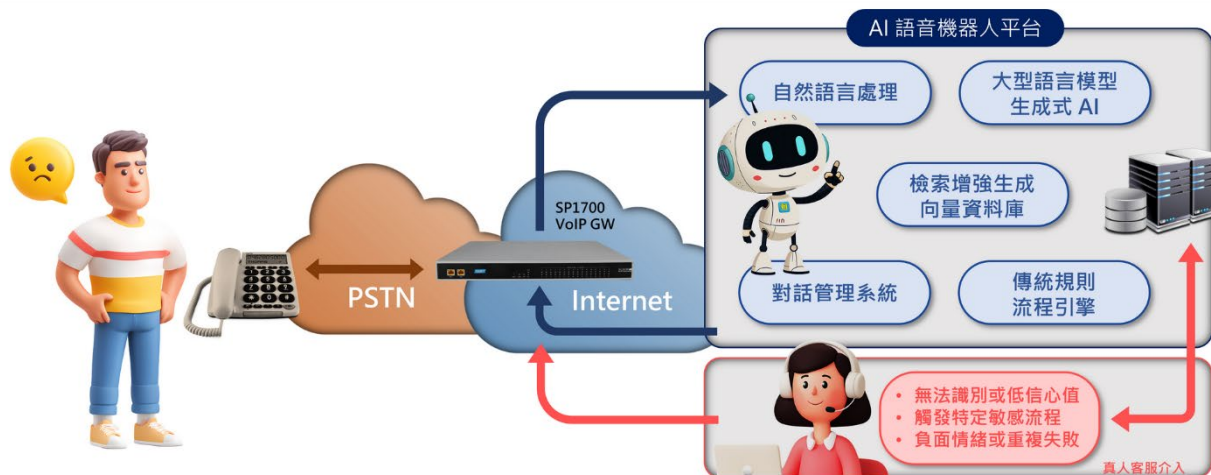 AI 語音機器人平台
自然語言處理
大型語言模型
生成式 AI
檢索增強生成
向量資料庫
SP1700
VoIP GW
PSTN
Internet
對話管理系統
傳統規則
流程引擎
• 無法識別或低信心值
• 觸發特定敏感流程
• 負面情緒或重複失敗
真人客服介入